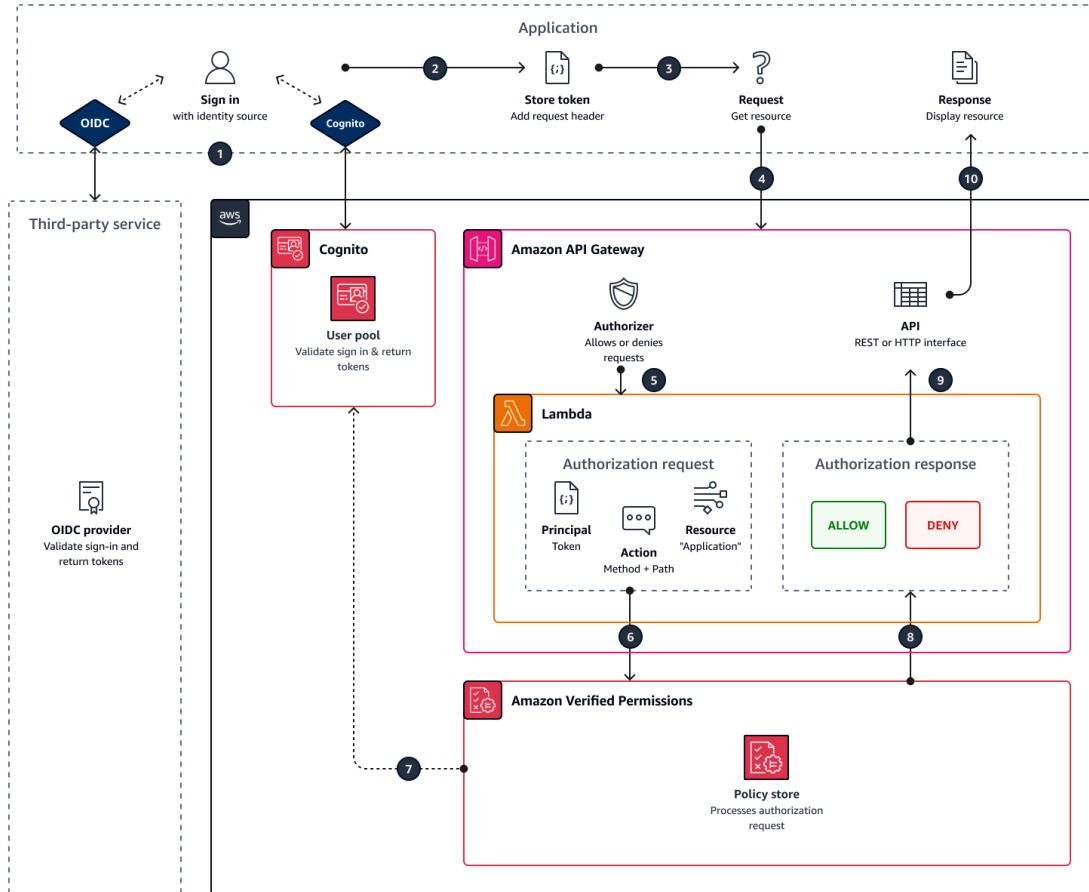 Application
Sign in
with identity source
OIDC
Cognito
1
2
Store token
Add request header
3
Request
Get resource
Response
Display resource
4
10
Third-party service
OIDC provider
Validate sign-in and
return tokens
aws
Cognito
User pool
Validate sign in & return
tokens
Amazon API Gateway
Authorizer
Allows or denies
requests
API
REST or HTTP interface
5
9
Lambda
Authorization request
{;}
Principal
Token
Action
Method + Path
Resource
"Application"
Authorization response
ALLOW
DENY
6
8
7
Amazon Verified Permissions
Policy store
Processes authorization
request